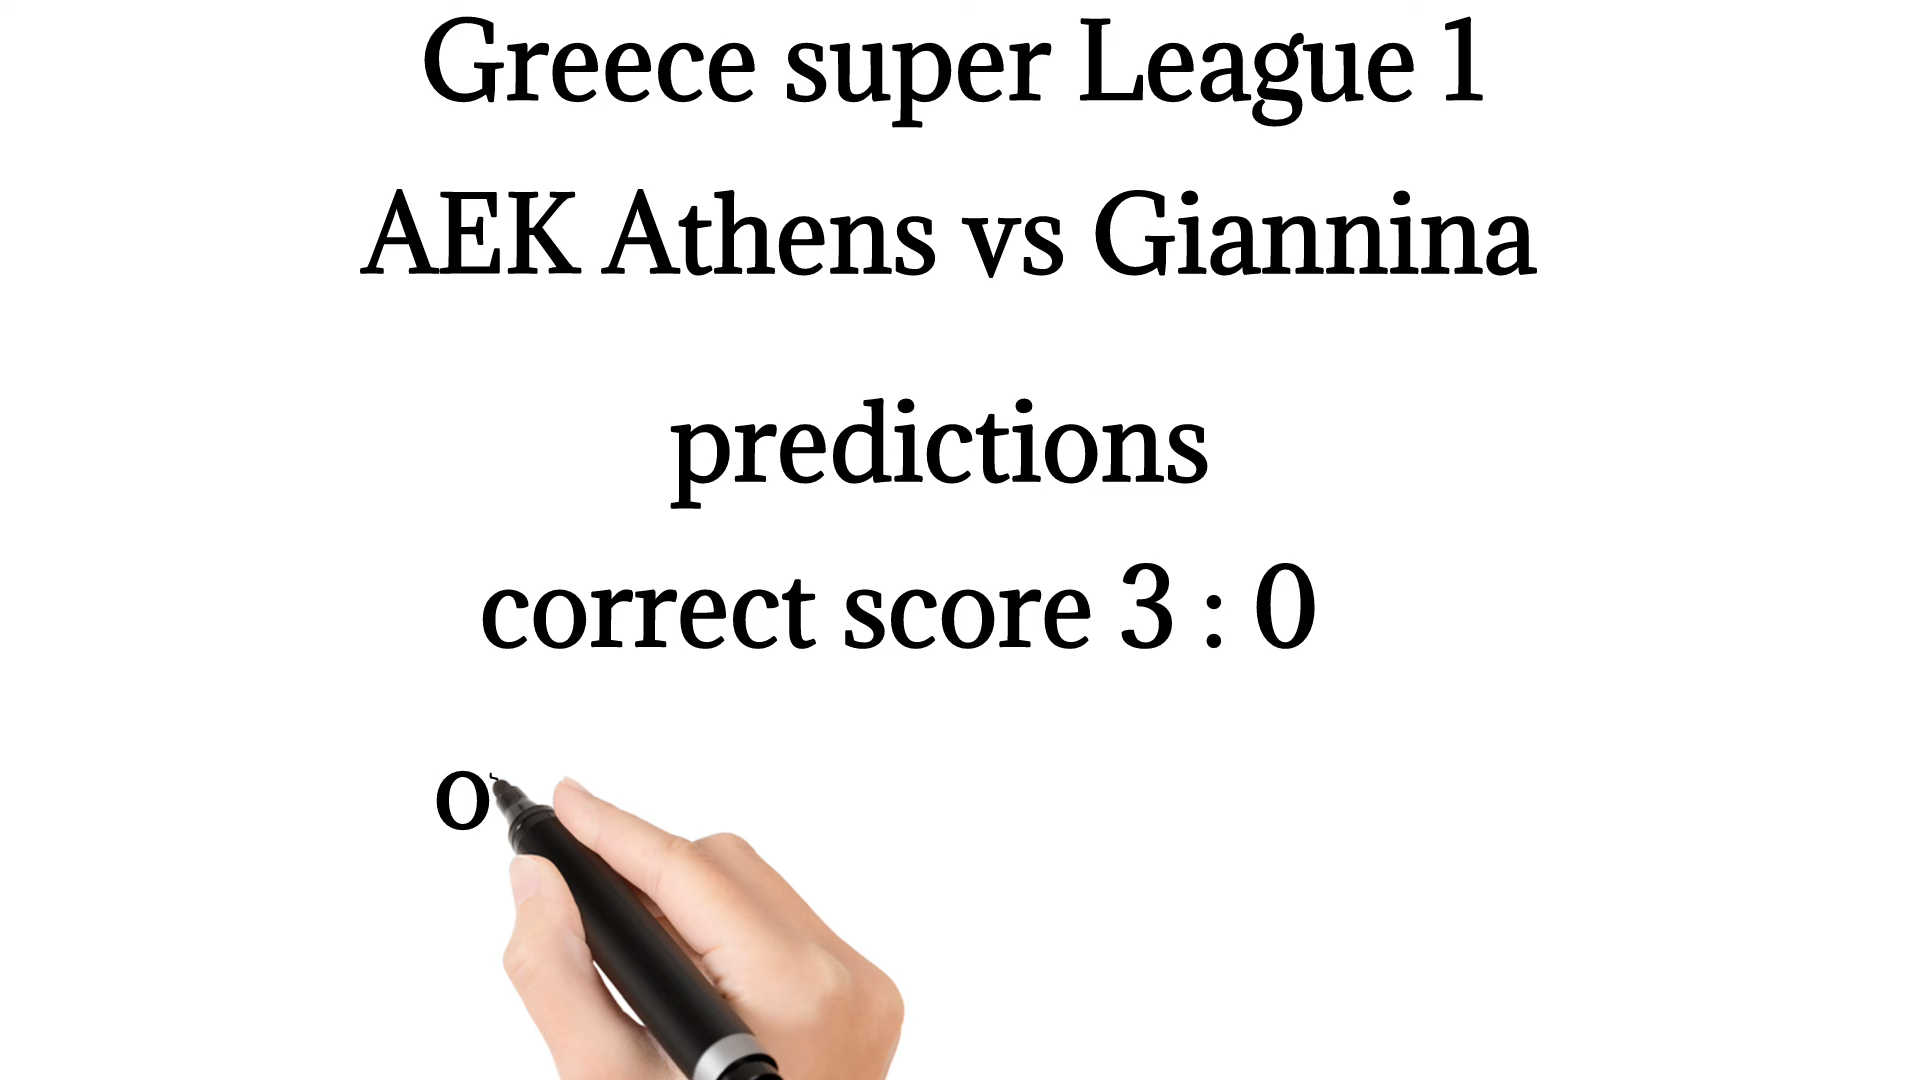 Greece super League 1
AEK Athens vs Giannina
predictions
correct score 3 : 0
o